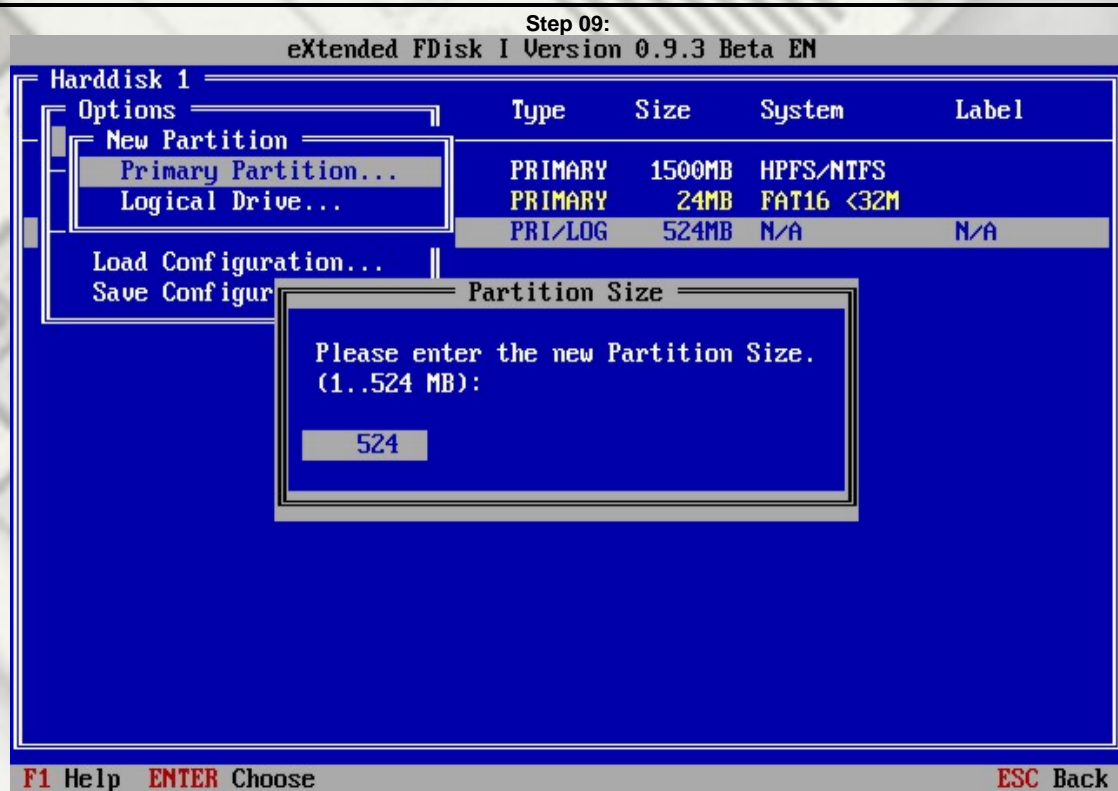 Step 09:
eXtended FDisk I Version 0.9.3 Beta EN
Harddisk 1
Options Type Size System Label
New Partition
Primary Partition... PRIMARY 1500MB HPFS/NTFS
Logical Drive... PRIMARY 24MB FAT16 <32M
PRI/LOG 524MB N/A N/A
Load Configuration...
Save Configur
Partition Size
Please enter the new Partition Size.
(1..524 MB):
524
F1 Help ENTER Choose ESC Back